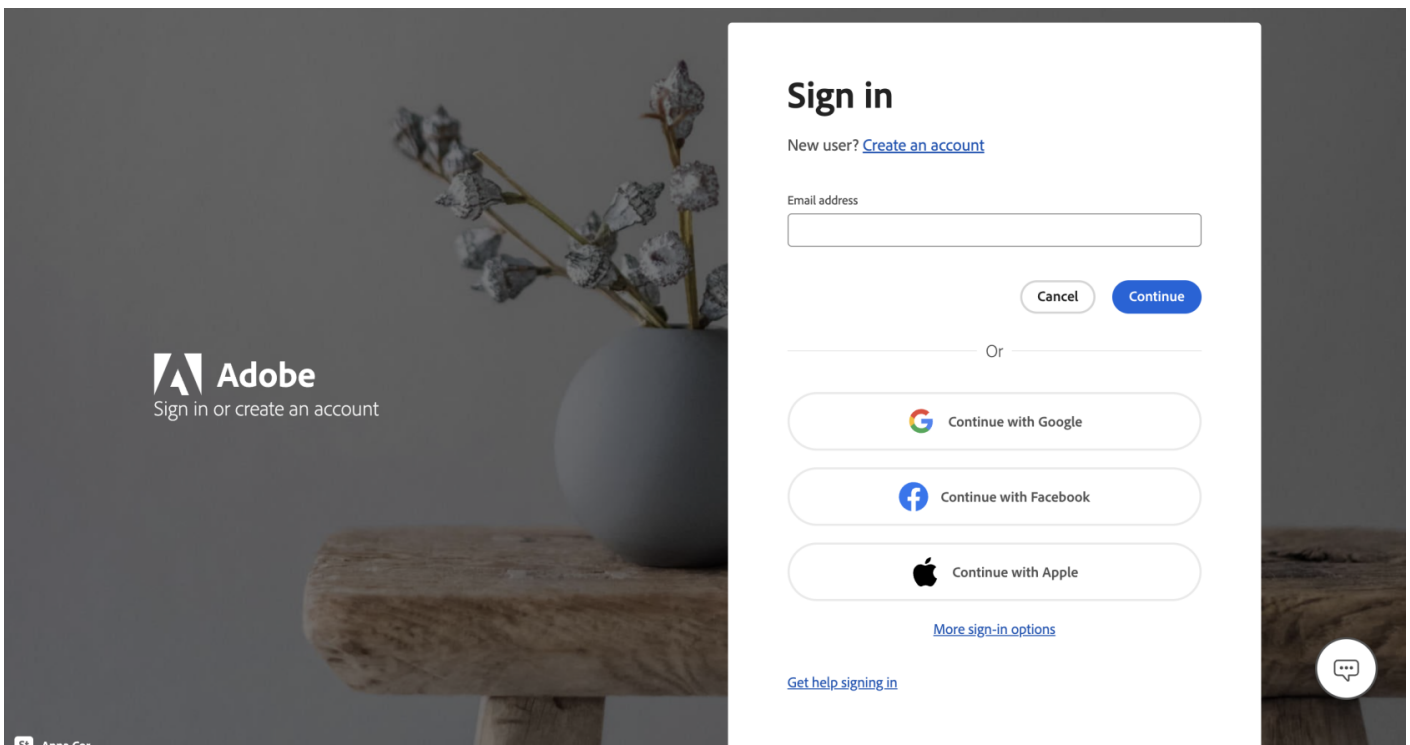 Adobe
Sign in or create an account
Sign in
New user? Create an account
Email address
Cancel
Continue
Or
Continue with Google
Continue with Facebook
Continue with Apple
More sign-in options
Get help signing in
St